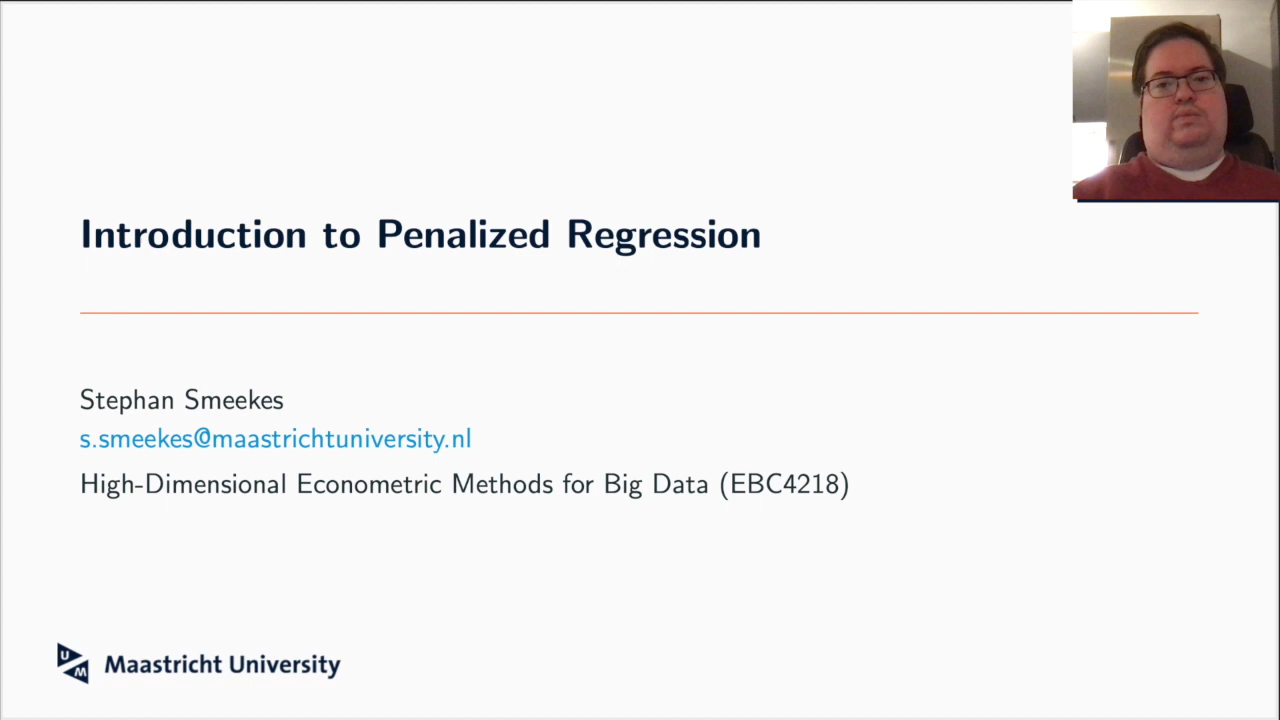 Introduction to Penalized Regression
Stephan Smeekes
s.smeekes@maastrichtuniversity.nl
High-Dimensional Econometric Methods for Big Data (EBC4218)
UM Maastricht University